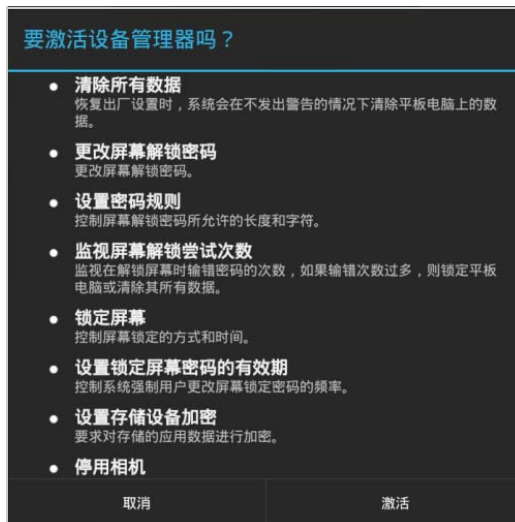 要激活设备管理器吗？
清除所有数据
恢复出厂设置时，系统会在不发出警告的情况下清除平板电脑上的数
据。
更改屏幕解锁密码
更改屏幕解锁密码。
设置密码规则
控制屏幕解锁密码所允许的长度和字符。
监视屏幕解锁尝试次数
监视在解锁屏幕时输错密码的次数，如果输错次数过多，则锁定平板
电脑或清除其所有数据。
锁定屏幕
控制屏幕锁定的方式和时间。
设置锁定屏幕密码的有效期
控制系统强制用户更改屏幕锁定密码的频率。
设置存储设备加密
要求对存储的应用数据进行加密。
停用相机
取消 激活